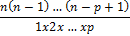 n(n − 1) … (n − p + 1)
1x2x … xp